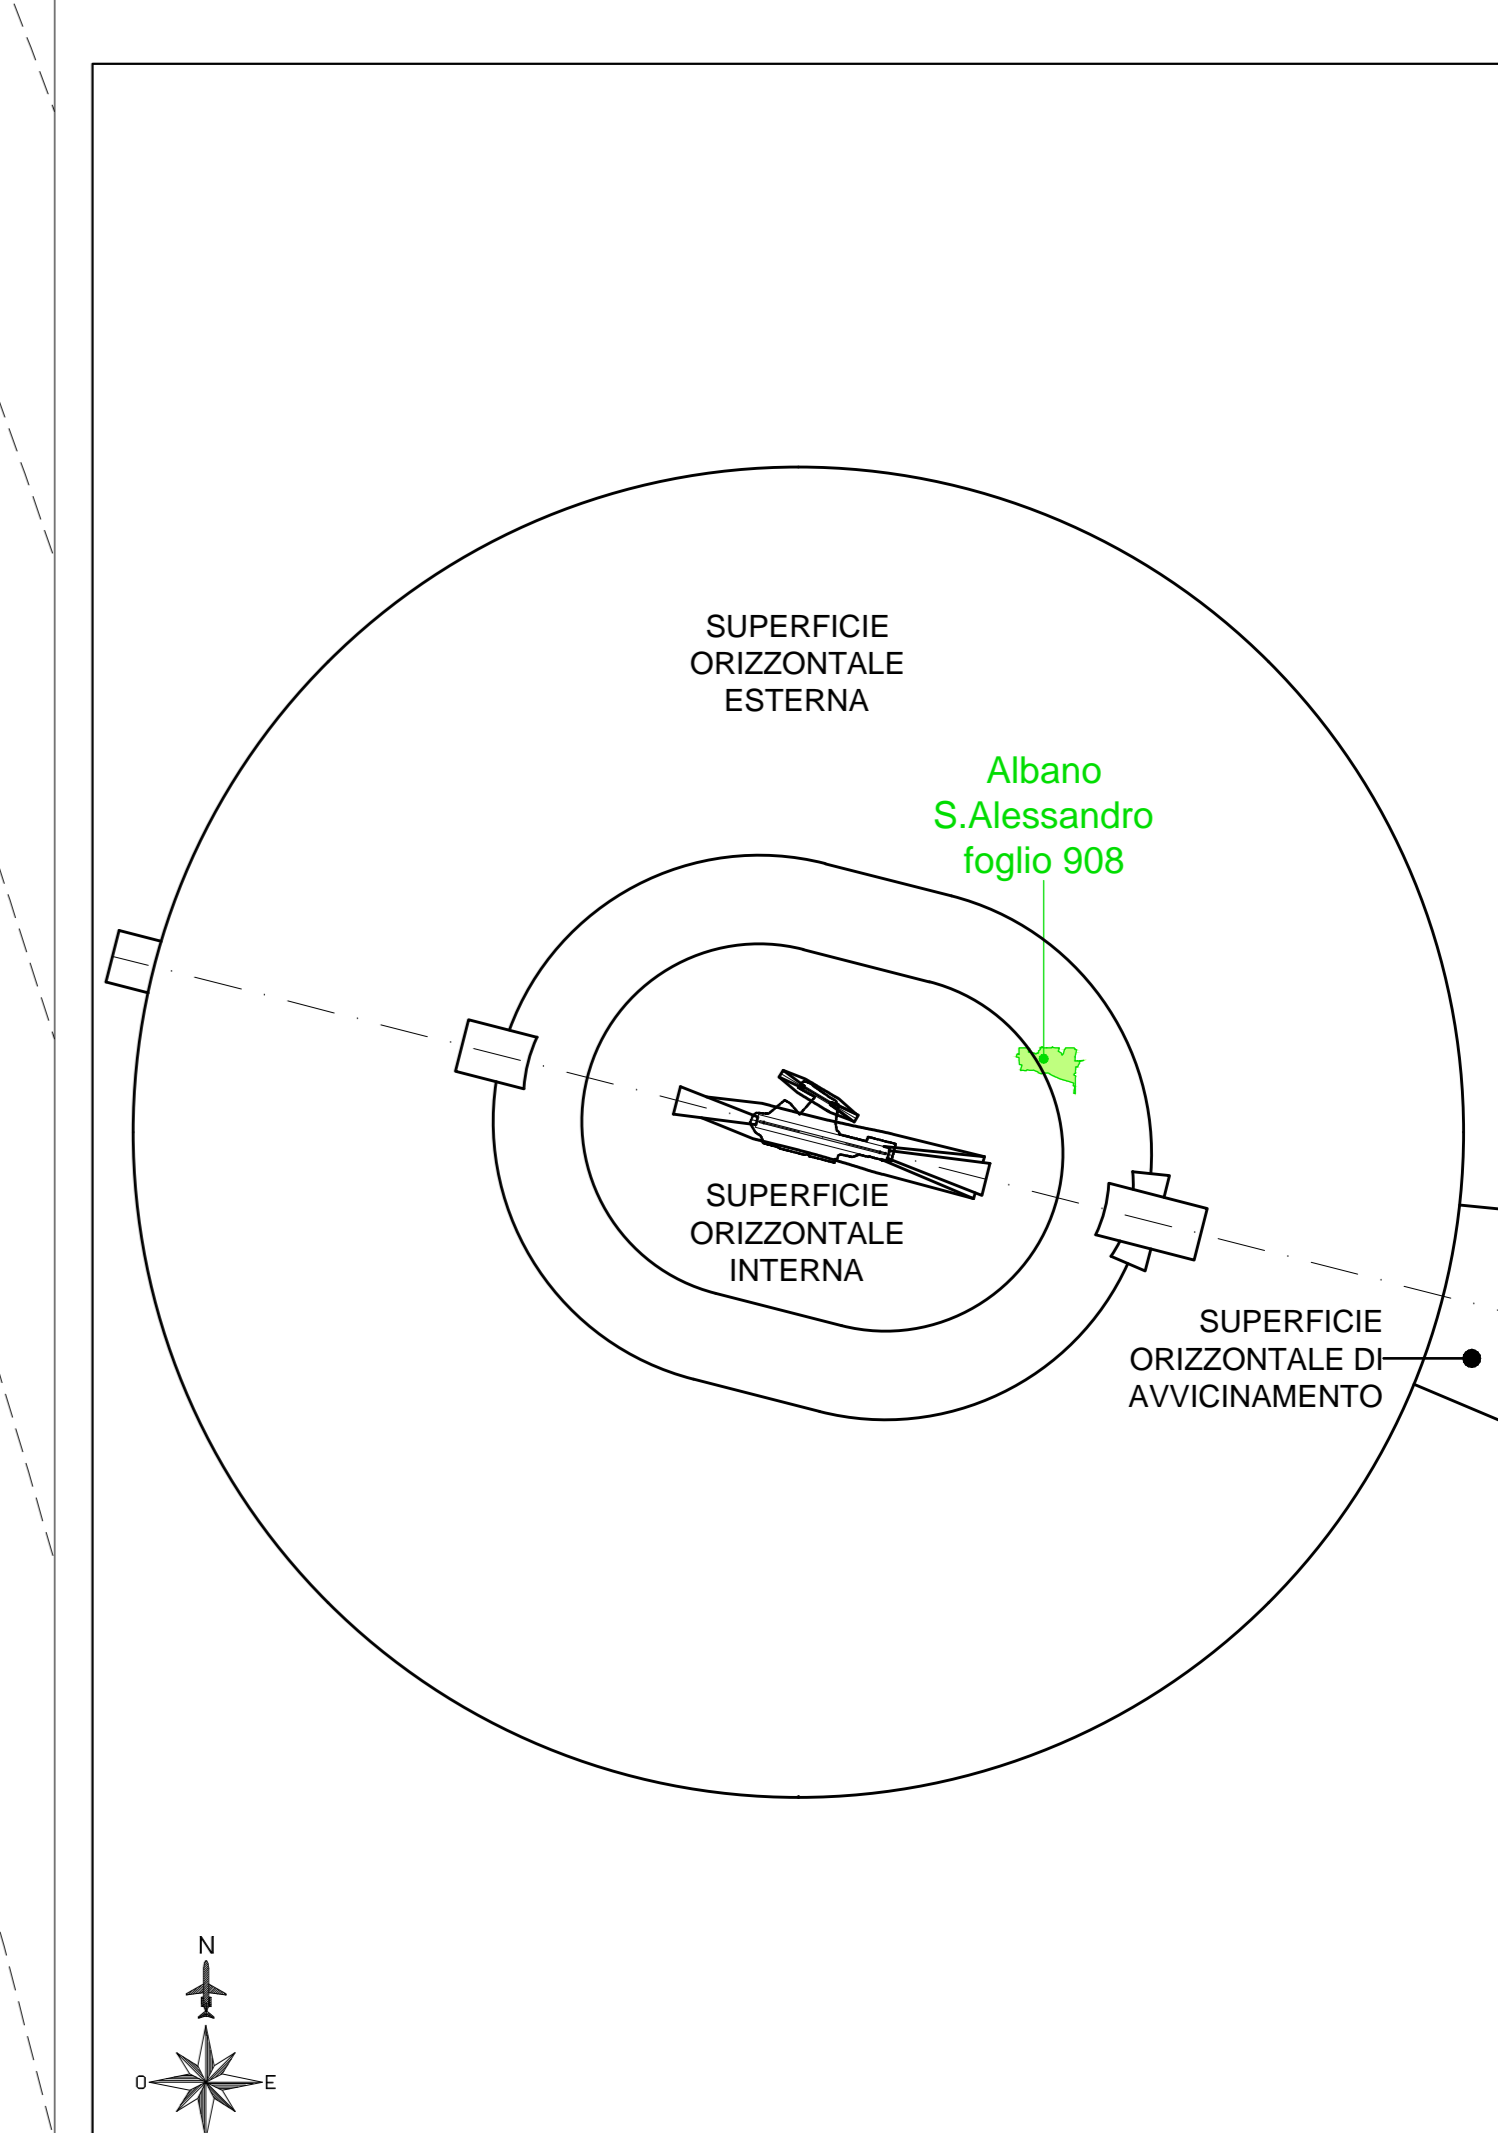 SUPERFICIE
ORIZZONTALE
ESTERNA
Albano
S.Alessandro
foglio 908
SUPERFICIE
ORIZZONTALE
INTERNA
SUPERFICIE
ORIZZONTALE DI
AVVICINAMENTO
N
O
E